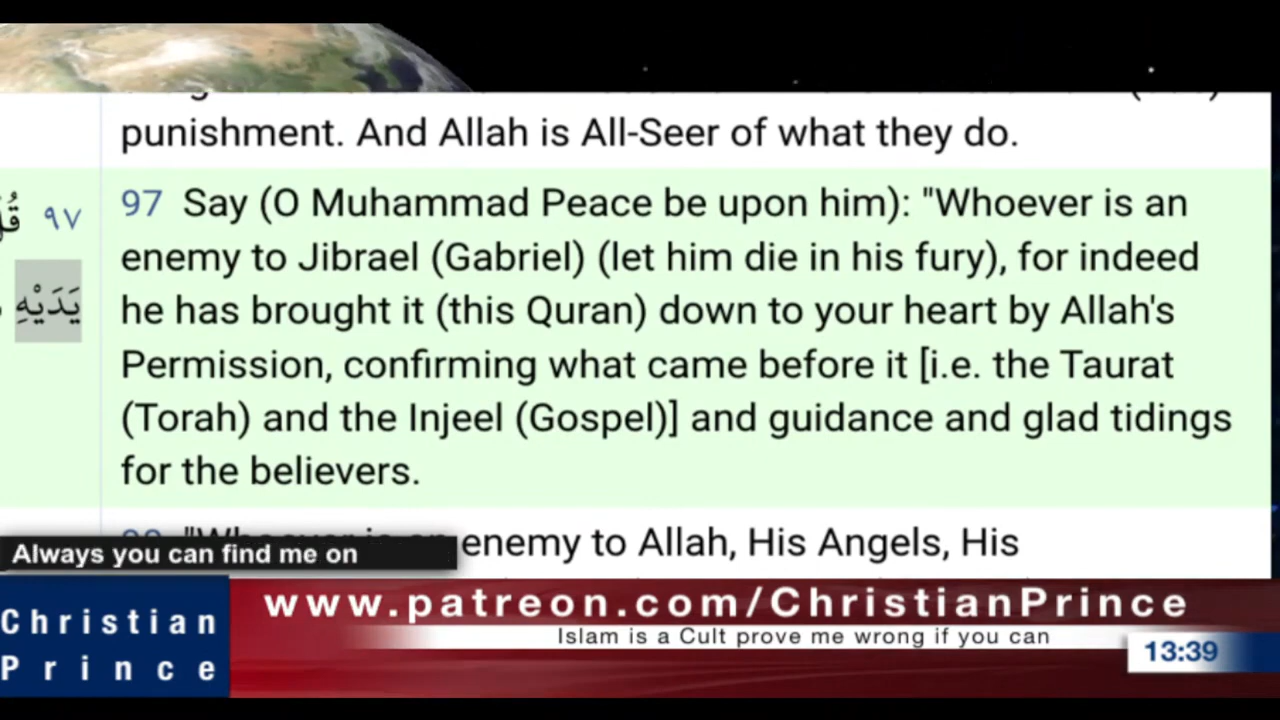 punishment. And Allah is All-Seer of what they do.
٩٧
يَدَيْهِ
97 Say (O Muhammad Peace be upon him): "Whoever is an
enemy to Jibrael (Gabriel) (let him die in his fury), for indeed
he has brought it (this Quran) down to your heart by Allah's
Permission, confirming what came before it [i.e. the Taurat
(Torah) and the Injeel (Gospel)] and guidance and glad tidings
for the believers.
enemy to Allah, His Angels, His
Always you can find me on
Christian
Prince
www.patreon.com/ChristianPrince
Islam is a Cult prove me wrong if you can
13:39